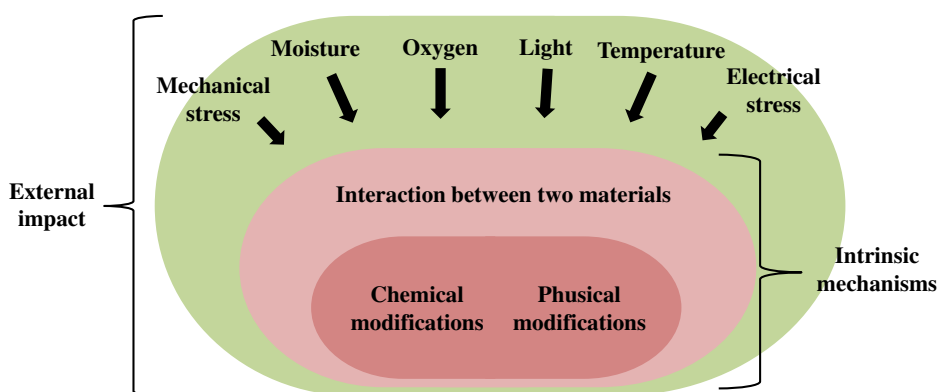 Moisture
Oxygen
Light
Temperature
Mechanical
stress
Electrical
stress
External
impact
Interaction between two materials
Intrinsic
mechanisms
Chemical
modifications
Phusical
modifications